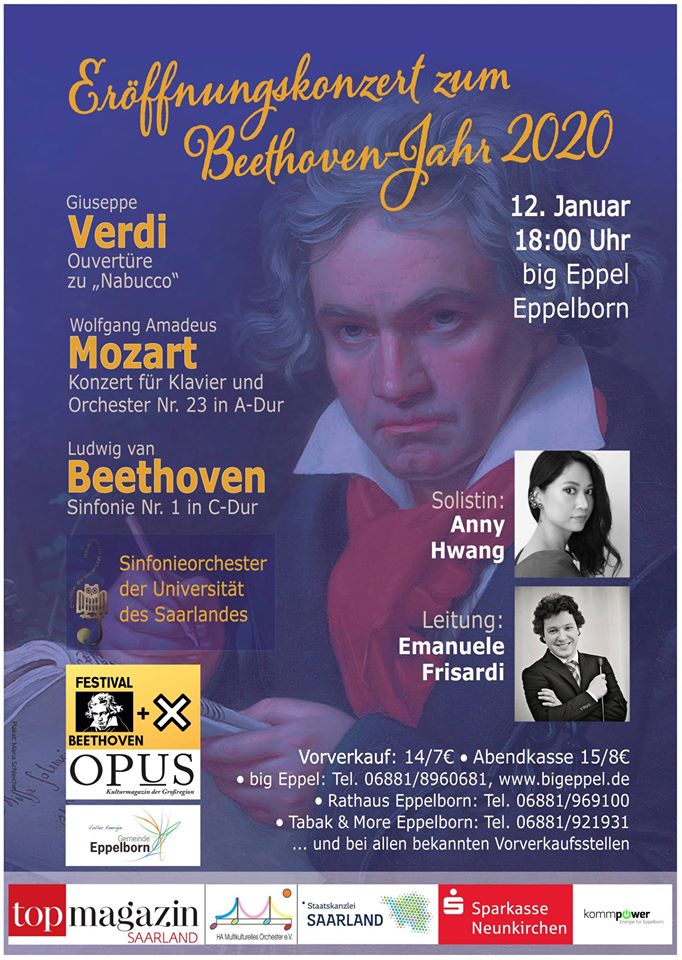 Eröffnungskonzert zum
Beethoven-Jahr 2020
Giuseppe
Verdi
Ouvertüre
zu „Nabucco“
Wolfgang Amadeus
Mozart
Konzert für Klavier und
Orchester Nr. 23 in A-Dur
Ludwig van
Beethoven
Sinfonie Nr. 1 in C-Dur
12. Januar
18:00 Uhr
big Eppel
Eppelborn
Solistin:
Anny
Hwang
Leitung:
Emanuele
Frisardi
Sinfonieorchester
der Universität
des Saarlandes
FESTIVAL
+X
BEETHOVEN
OPUS
Kulturmagazin der Großregion
Voller Energie.
Gemeinde
Eppelborn
Vorverkauf: 14/7€ • Abendkasse 15/8€
• big Eppel: Tel. 06881/8960681, www.bigeppel.de
• Rathaus Eppelborn: Tel. 06881/969100
• Tabak & More Eppelborn: Tel. 06881/921931
... und bei allen bekannten Vorverkaufsstellen
top magazin
SAARLAND
HA Multikulturelles Orchester e.V.
Staatskanzlei
SAARLAND
Sparkasse
Neunkirchen
kommpower
Energie für Eppelborn